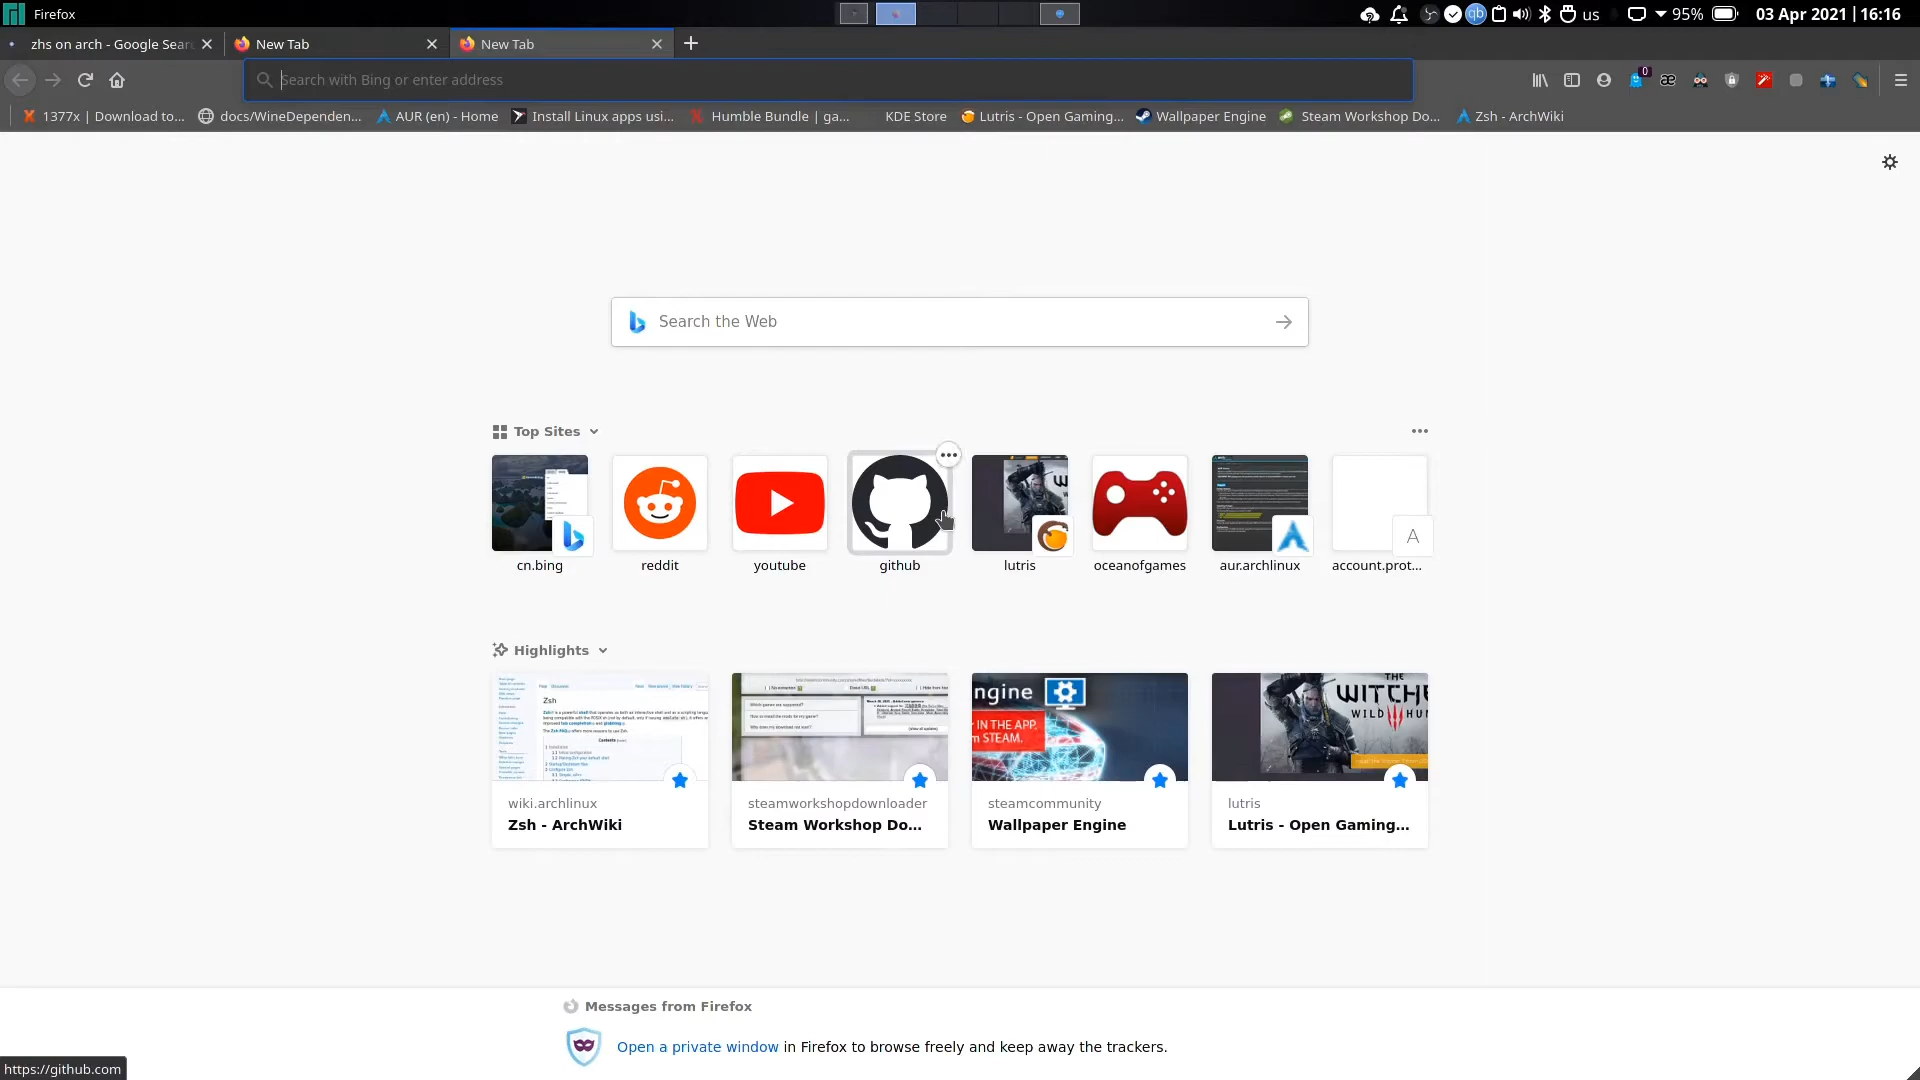 Firefox
us
95%
03 Apr 2021 | 16:16
zhs on arch - Google Sear
New Tab
New Tab
Search with Bing or enter address
0
1377x | Download to...
docs/WineDependen...
AUR (en) - Home
Install Linux apps usi...
Humble Bundle | ga...
KDE Store
Lutris - Open Gaming...
Wallpaper Engine
Steam Workshop Do...
Zsh - ArchWiki
Search the Web
Top Sites
cn.bing
reddit
youtube
github
lutris
oceanofgames
aur.archlinux
A
account.prot...
Highlights
Zsh
ngine
IN THE APP.
STEAM.
THE
WITCHE
WILD HUN
wiki.archlinux
Zsh - ArchWiki
steamworkshopdownloader
Steam Workshop Do...
steamcommunity
Wallpaper Engine
lutris
Lutris - Open Gaming...
Messages from Firefox
Open a private window in Firefox to browse freely and keep away the trackers.
https://github.com